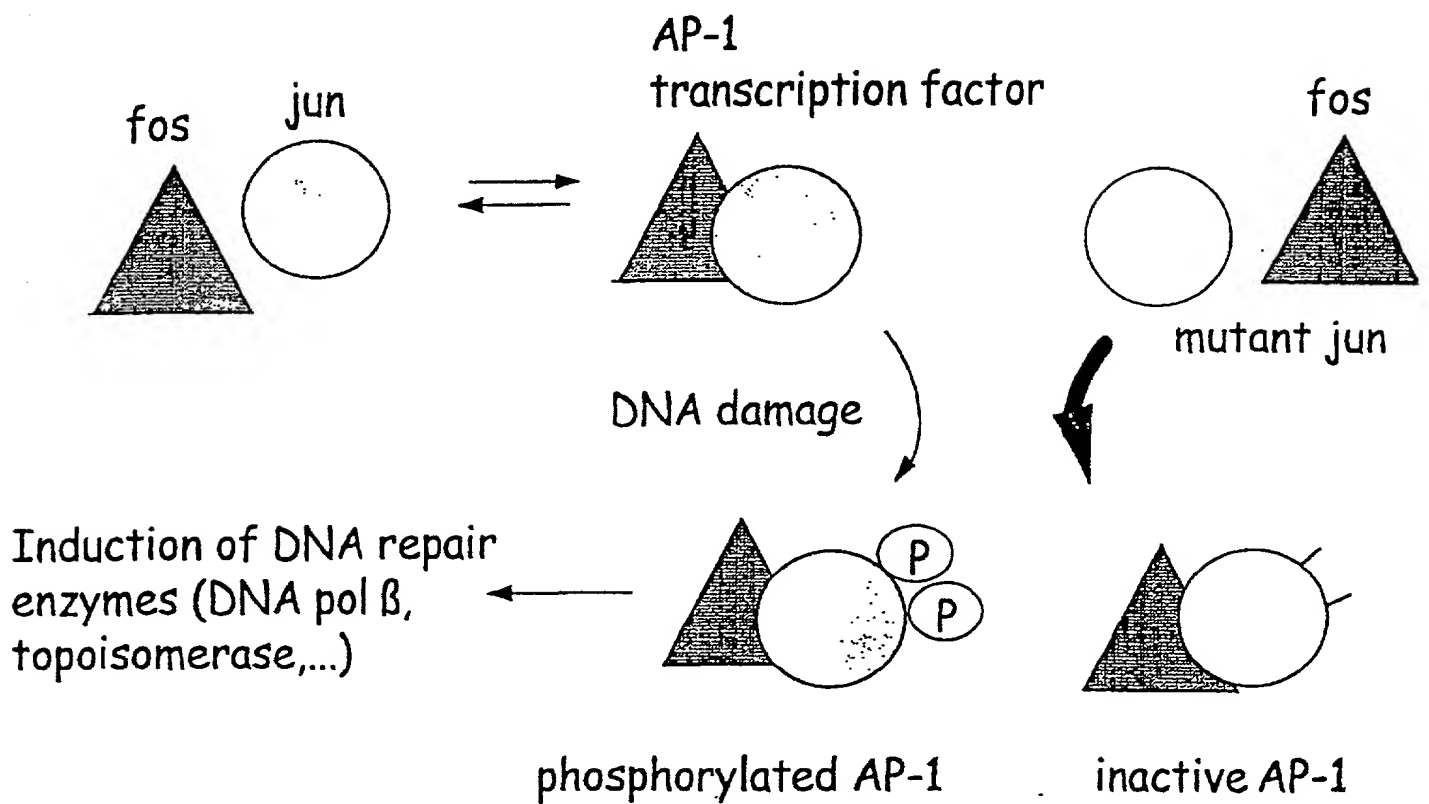 fos
jun
AP-1
transcription factor
fos
mutant jun
DNA damage
Induction of DNA repair
enzymes (DNA pol ß,
topoisomerase,...)
P
P
phosphorylated AP-1
inactive AP-1